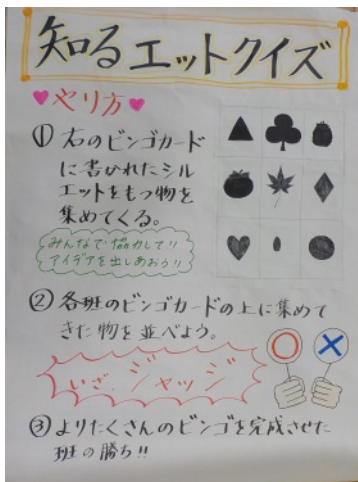 知るエットクイズ
やり方
① 右のビンゴカード
に書かれたシル
エットをもつ物を
集めてくる。
みんなで協力して!!
アイデアを出しあおう!!
② 各班のビンゴカードの上に集めて
きた物を並べよう。
いざ、ジャッジ
③ よりたくさんのビンゴを完成させた
班の勝ち!!